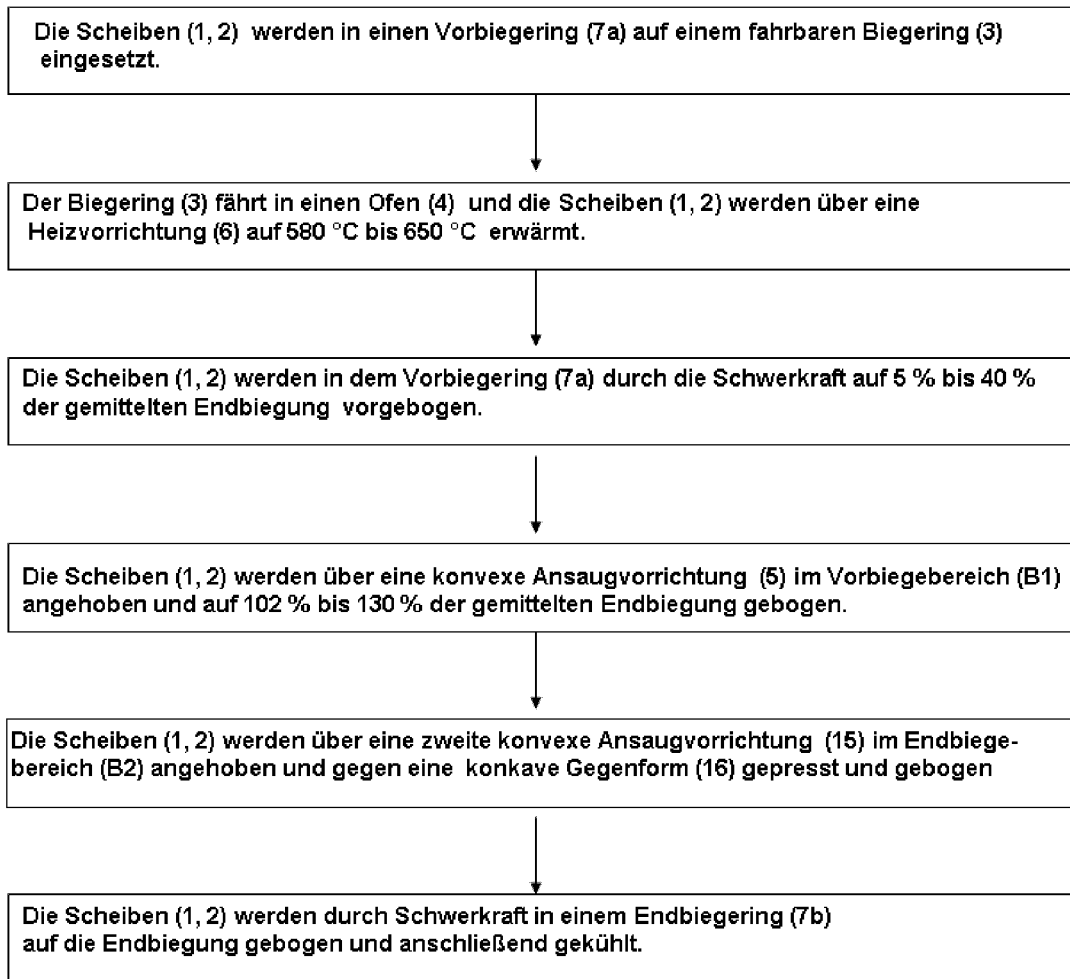 Die Scheiben (1, 2) werden in einen Vorbiegering (7a) auf einem fahrbaren Biegering (3)
eingesetzt.
Der Biegering (3) fährt in einen Ofen (4) und die Scheiben (1, 2) werden über eine
Heizvorrichtung (6) auf 580 °C bis 650 °C erwärmt.
Die Scheiben (1, 2) werden in dem Vorbiegering (7a) durch die Schwerkraft auf 5 % bis 40 %
der gemittelten Endbiegung vorgebogen.
Die Scheiben (1, 2) werden über eine konvexe Ansaugvorrichtung (5) im Vorbiegebereich (B1)
angehoben und auf 102 % bis 130 % der gemittelten Endbiegung gebogen.
Die Scheiben (1, 2) werden über eine zweite konvexe Ansaugvorrichtung (15) im Endbiege-
bereich (B2) angehoben und gegen eine konkave Gegenform (16) gepresst und gebogen
Die Scheiben (1, 2) werden durch Schwerkraft in einem Endbiegering (7b)
auf die Endbiegung gebogen und anschließend gekühlt.